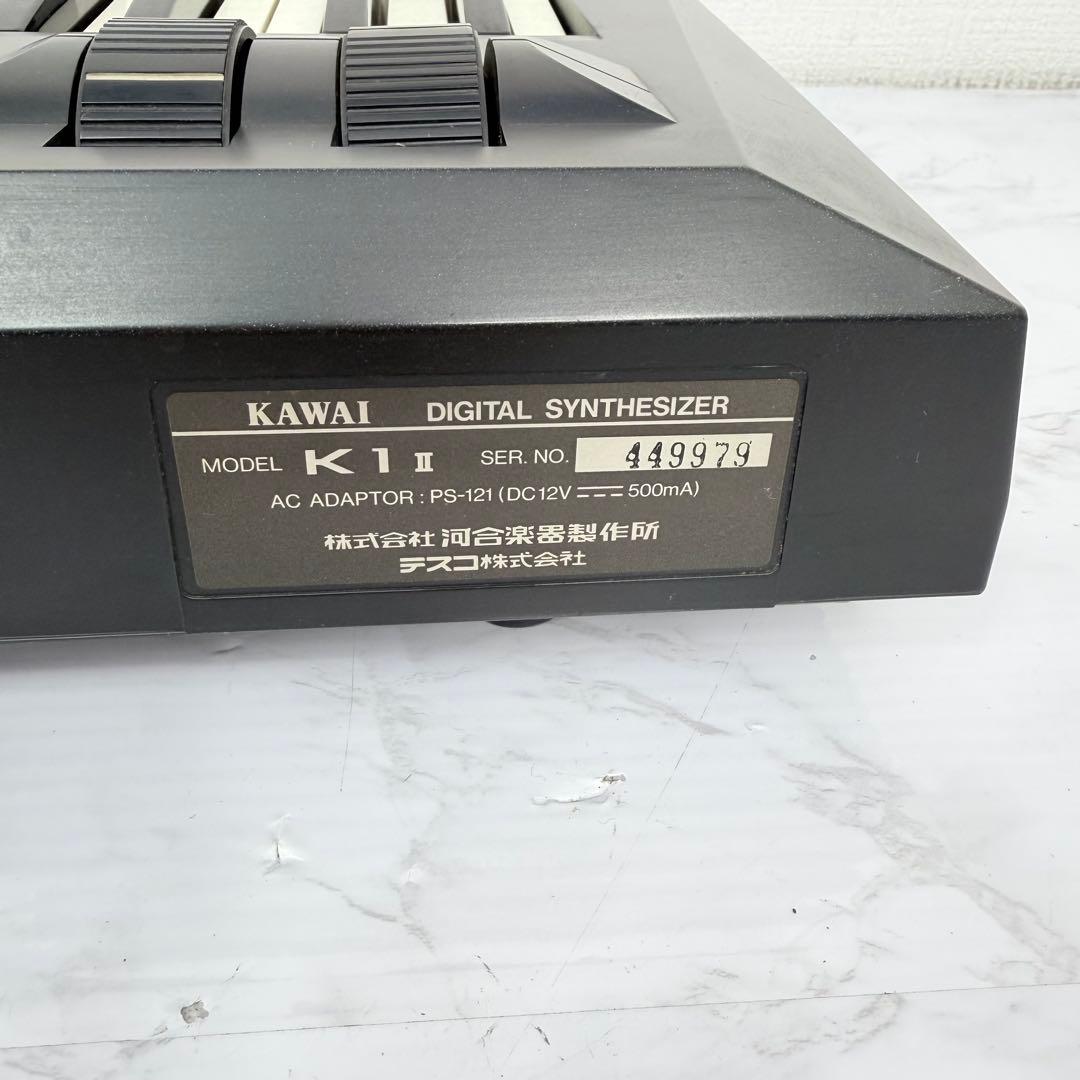 KAWAI DIGITAL SYNTHESIZER
MODEL K1 II SER. NO. 449979
AC ADAPTOR : PS-121 (DC12V ⎓ 500mA)
株式会社 河合楽器製作所
テスコ株式会社